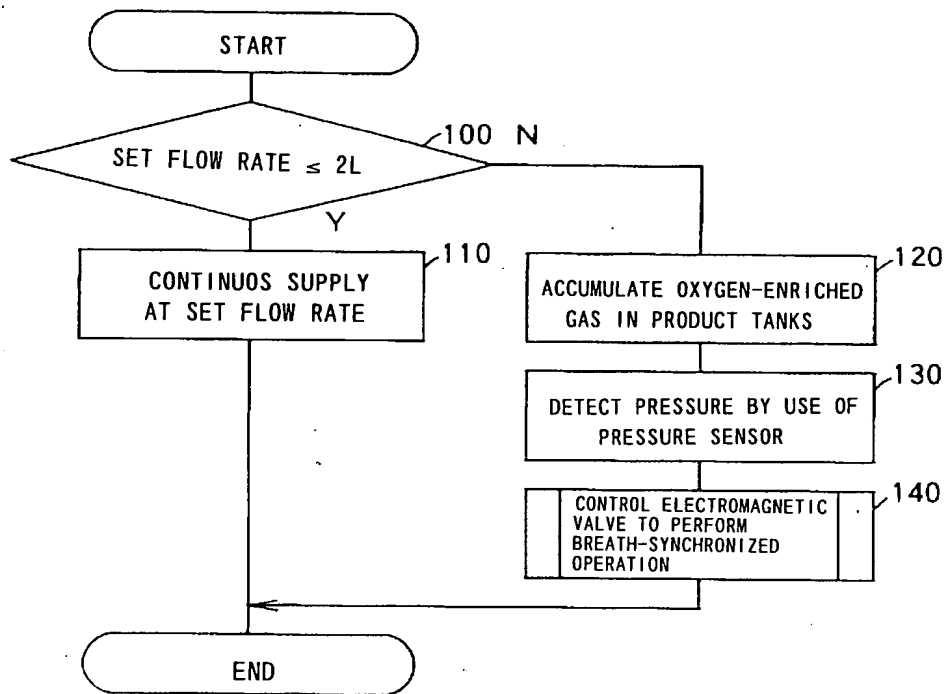 START
100 N
SET FLOW RATE ≤ 2L
Y
110
CONTINUOS SUPPLY
AT SET FLOW RATE
120
ACCUMULATE OXYGEN-ENRICHED
GAS IN PRODUCT TANKS
130
DETECT PRESSURE BY USE OF
PRESSURE SENSOR
140
CONTROL ELECTROMAGNETIC
VALVE TO PERFORM
BREATH-SYNCHRONIZED
OPERATION
END